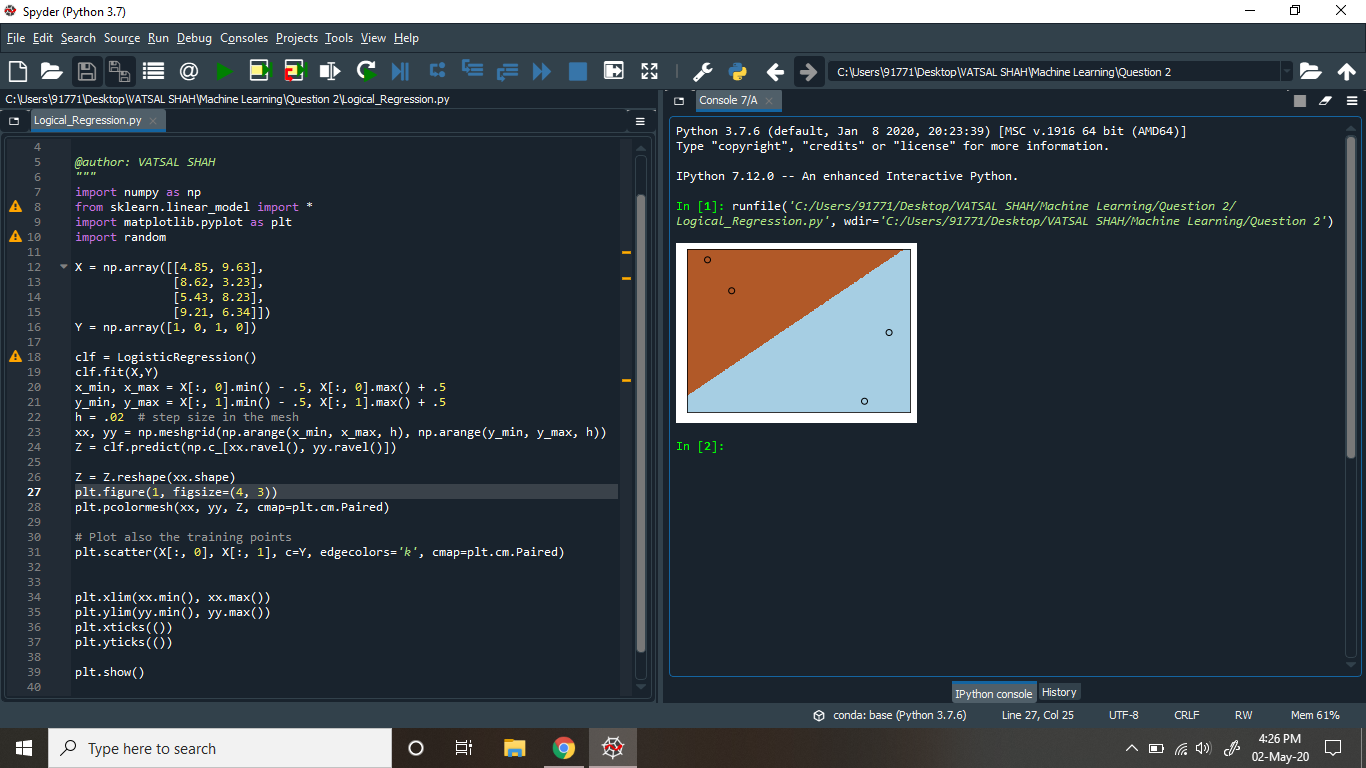 Spyder (Python 3.7)
File Edit Search Source Run Debug Consoles Projects Tools View Help
C:\Users\91771\Desktop\VATSAL SHAH\Machine Learning\Question 2
C:\Users\91771\Desktop\VATSAL SHAH\Machine Learning\Question 2\Logical_Regression.py
Logical_Regression.py
4
5 @author: VATSAL SHAH
6 """
7 import numpy as np
8 from sklearn.linear_model import *
9 import matplotlib.pyplot as plt
10 import random
11
12 X = np.array([[4.85, 9.63],
13 [8.62, 3.23],
14 [5.43, 8.23],
15 [9.21, 6.34]])
16 Y = np.array([1, 0, 1, 0])
17
18 clf = LogisticRegression()
19 clf.fit(X,Y)
20 x_min, x_max = X[:, 0].min() - .5, X[:, 0].max() + .5
21 y_min, y_max = X[:, 1].min() - .5, X[:, 1].max() + .5
22 h = .02  # step size in the mesh
23 xx, yy = np.meshgrid(np.arange(x_min, x_max, h), np.arange(y_min, y_max, h))
24 Z = clf.predict(np.c_[xx.ravel(), yy.ravel()])
25
26 Z = Z.reshape(xx.shape)
27 plt.figure(1, figsize=(4, 3))
28 plt.pcolormesh(xx, yy, Z, cmap=plt.cm.Paired)
29
30 # Plot also the training points
31 plt.scatter(X[:, 0], X[:, 1], c=Y, edgecolors='k', cmap=plt.cm.Paired)
32
33
34 plt.xlim(xx.min(), xx.max())
35 plt.ylim(yy.min(), yy.max())
36 plt.xticks(())
37 plt.yticks(())
38
39 plt.show()
40
Console 7/A
Python 3.7.6 (default, Jan  8 2020, 20:23:39) [MSC v.1916 64 bit (AMD64)]
Type "copyright", "credits" or "license" for more information.
IPython 7.12.0 -- An enhanced Interactive Python.
In [1]: runfile('C:/Users/91771/Desktop/VATSAL SHAH/Machine Learning/Question 2/
Logical_Regression.py', wdir='C:/Users/91771/Desktop/VATSAL SHAH/Machine Learning/Question 2')
In [2]:
IPython console History
conda: base (Python 3.7.6) Line 27, Col 25 UTF-8 CRLF RW Mem 61%
Type here to search
4:26 PM
02-May-20